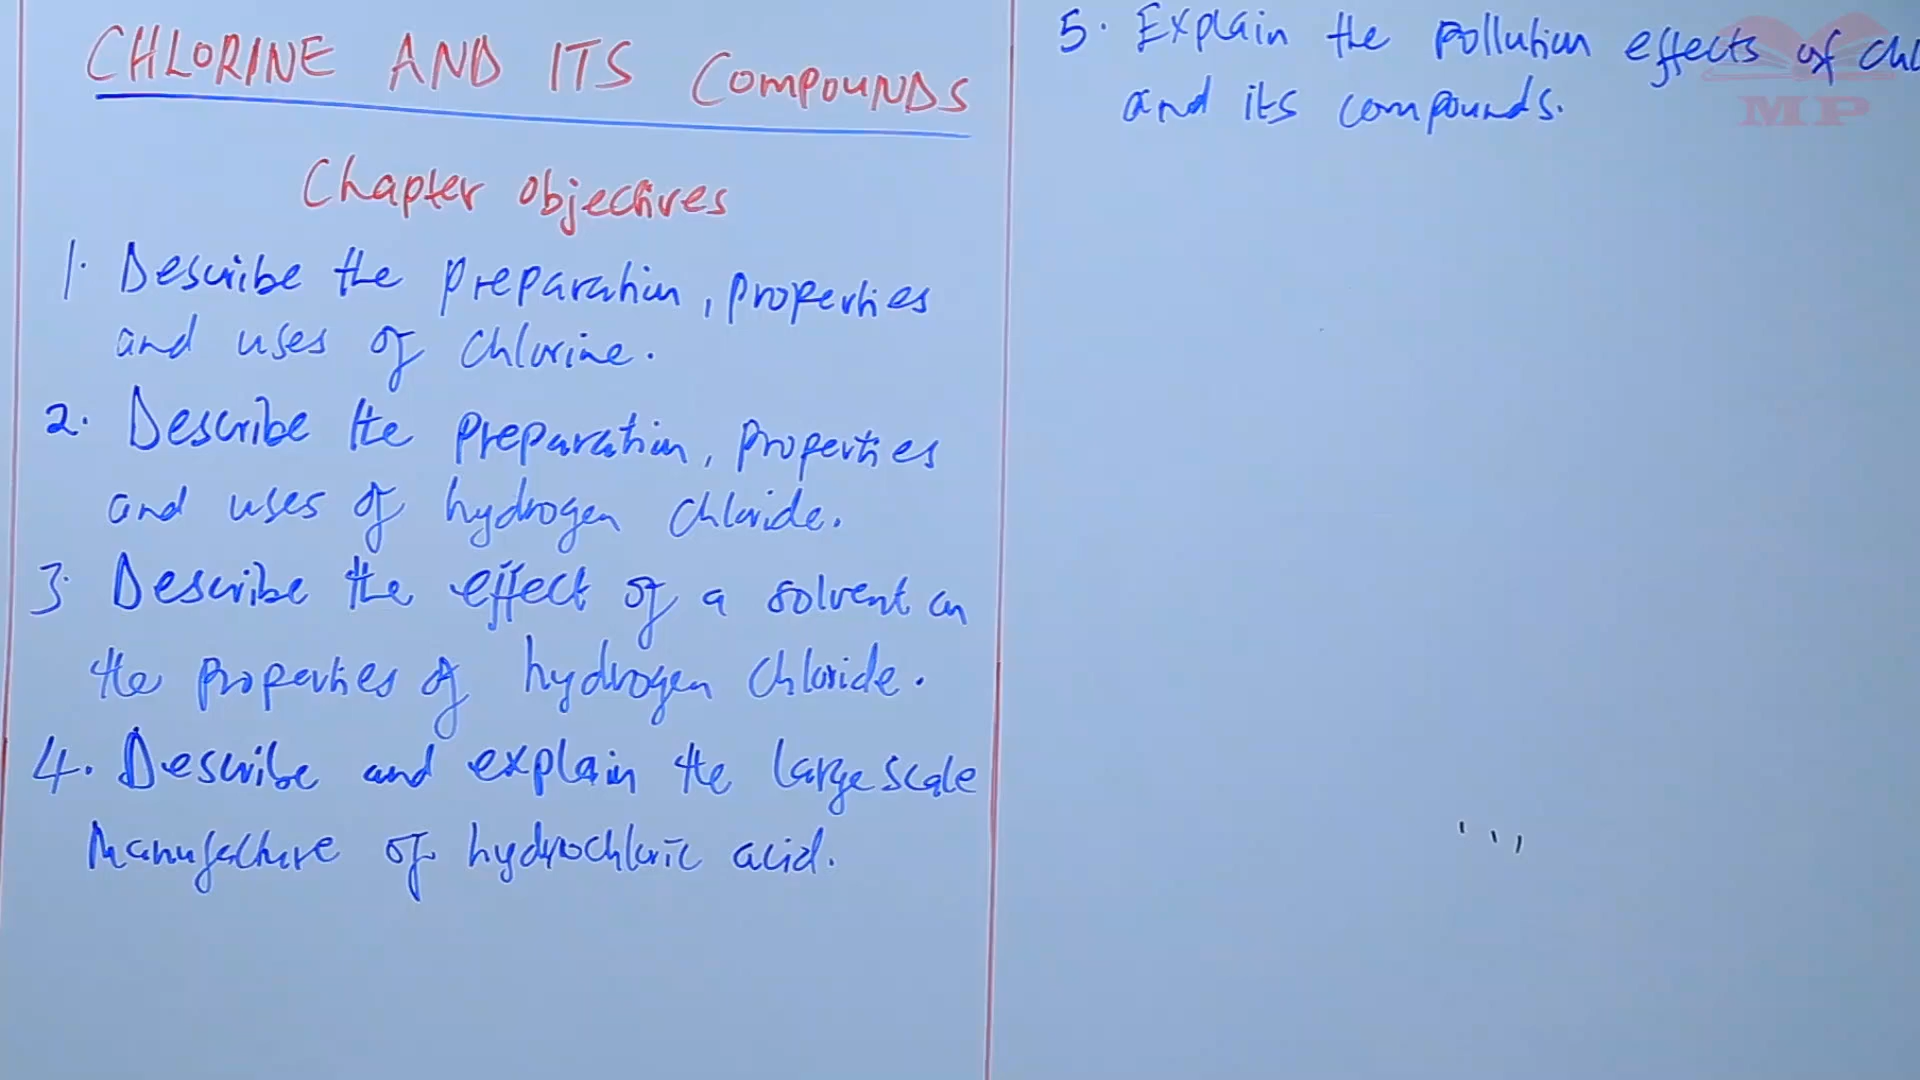 CHLORINE AND ITS COMPOUNDS
Chapter Objectives
1. Describe the preparation, properties
and uses of chlorine.
2. Describe the preparation, properties
and uses of hydrogen chloride.
3. Describe the effect of a solvent on
the properties of hydrogen chloride.
4. Describe and explain the large scale
Manufacture of hydrochloric acid.
5. Explain the pollution effects of
and its compounds.
MP